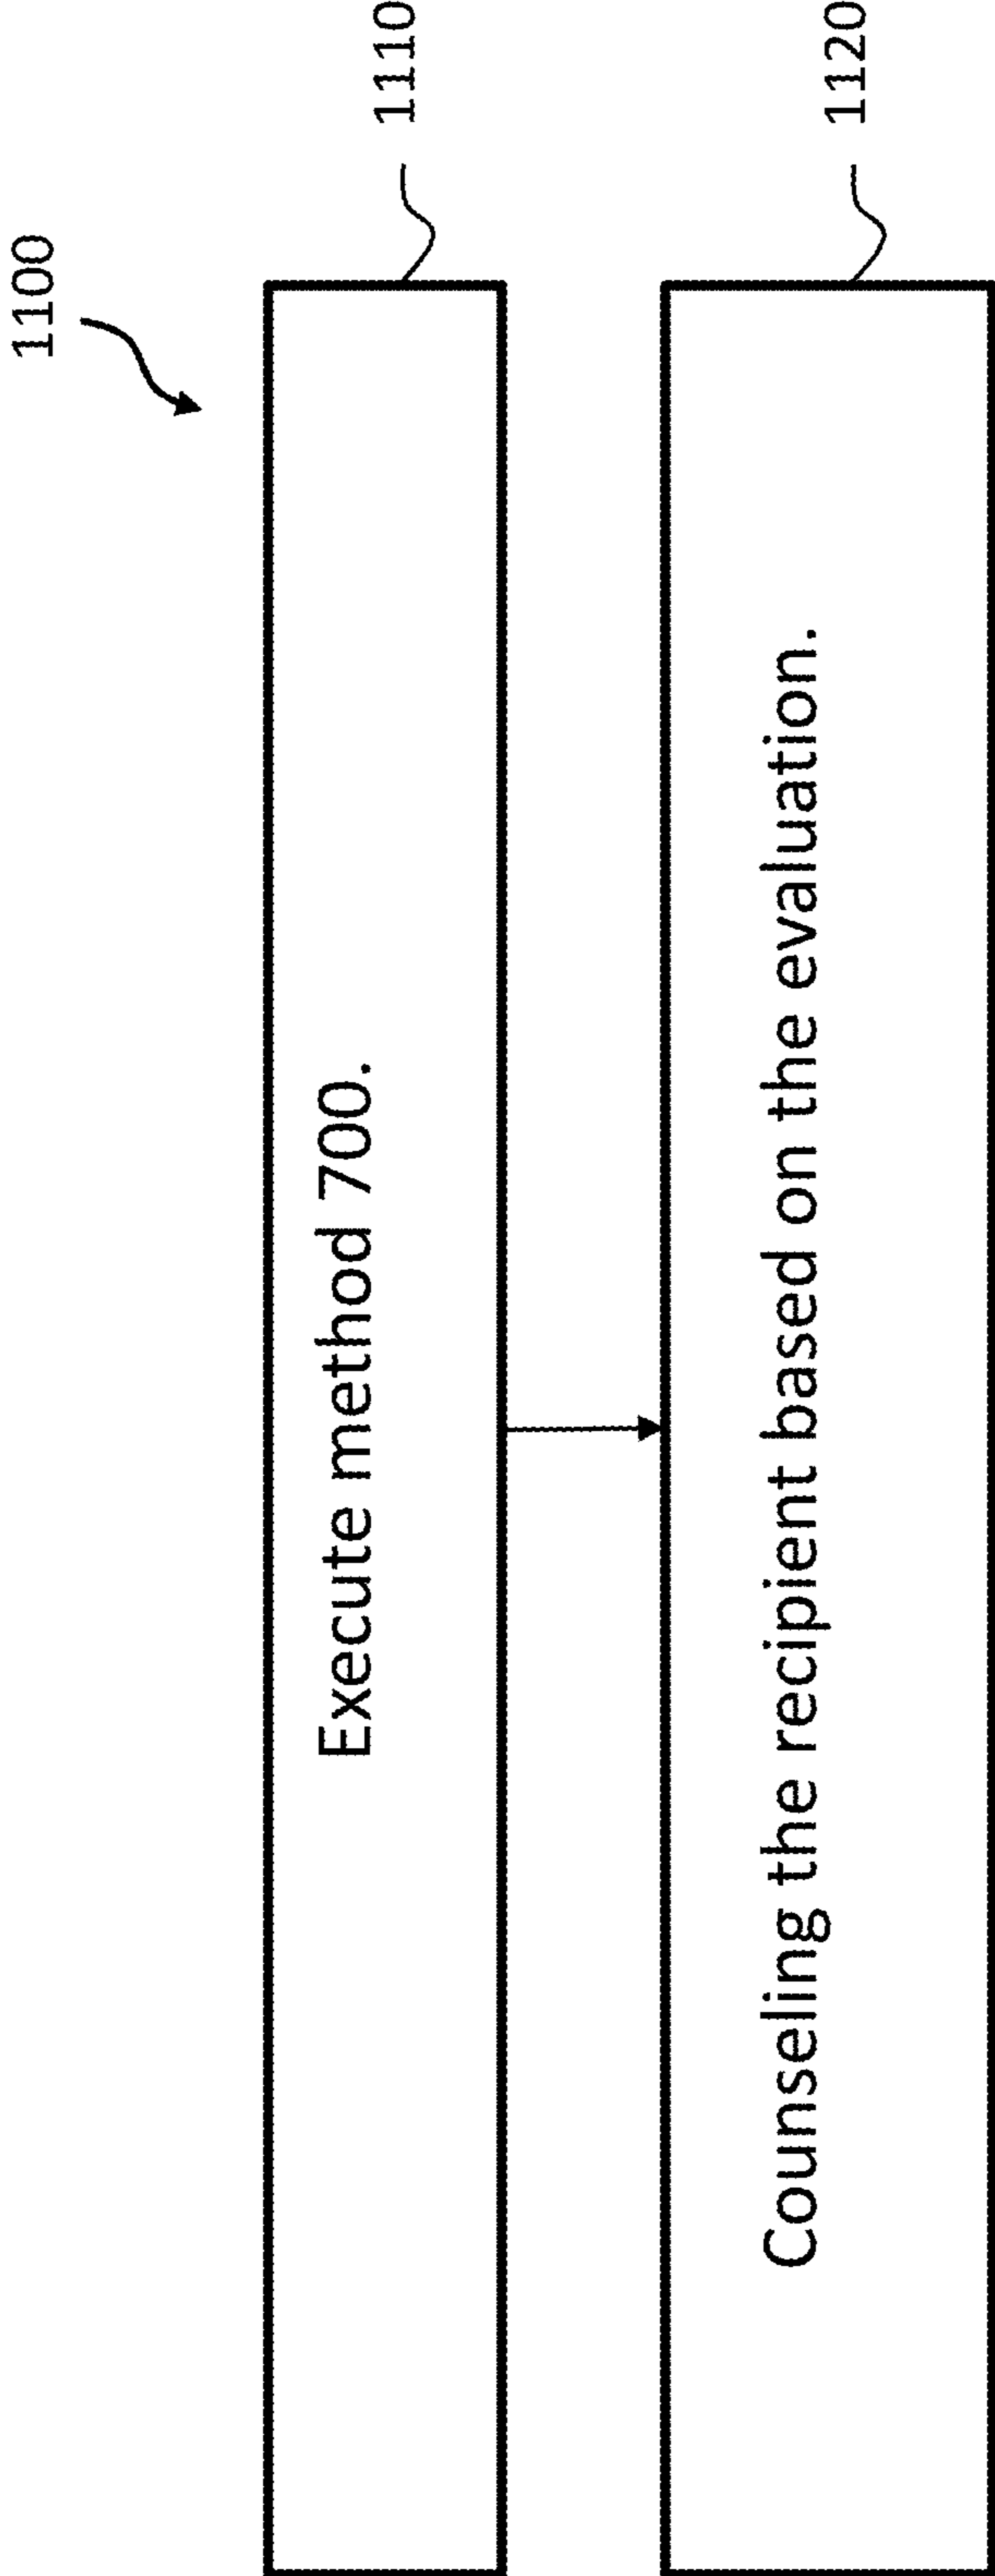 1100
Execute method 700.
1110
Counseling the recipient based on the evaluation.
1120